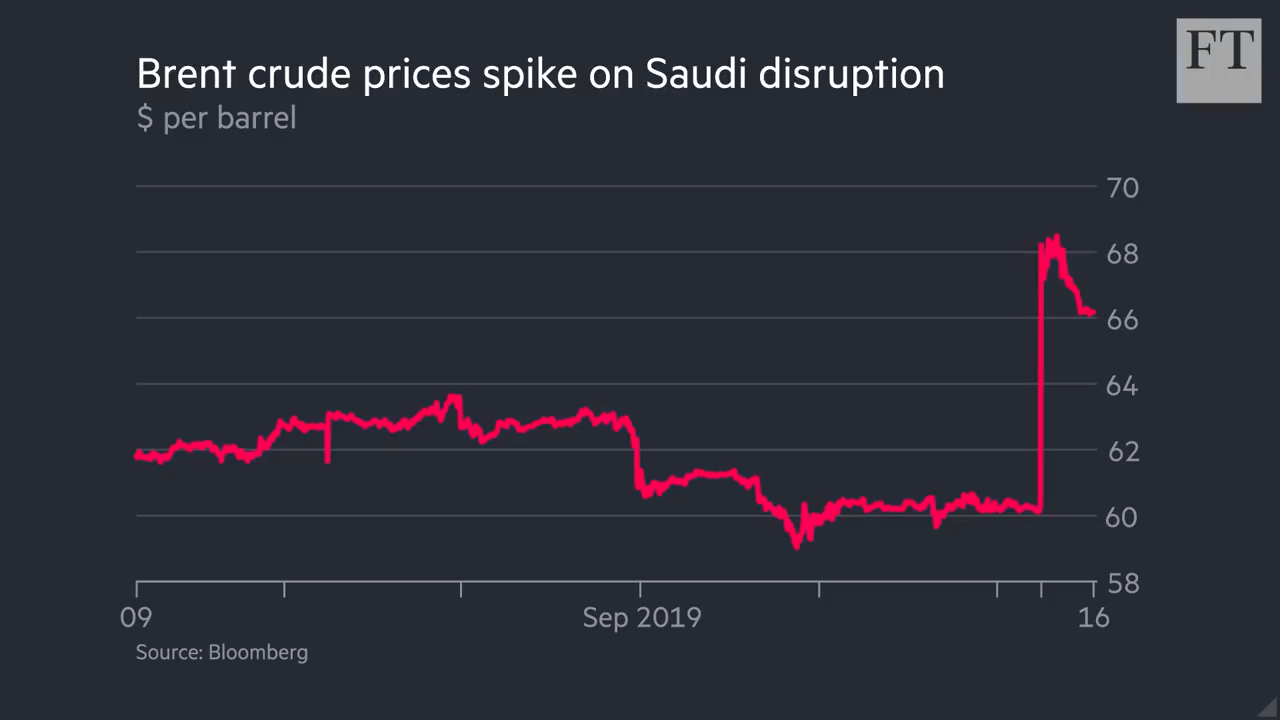 FT
Brent crude prices spike on Saudi disruption
$ per barrel
70
68
66
64
62
60
58
09
Sep 2019
16
Source: Bloomberg